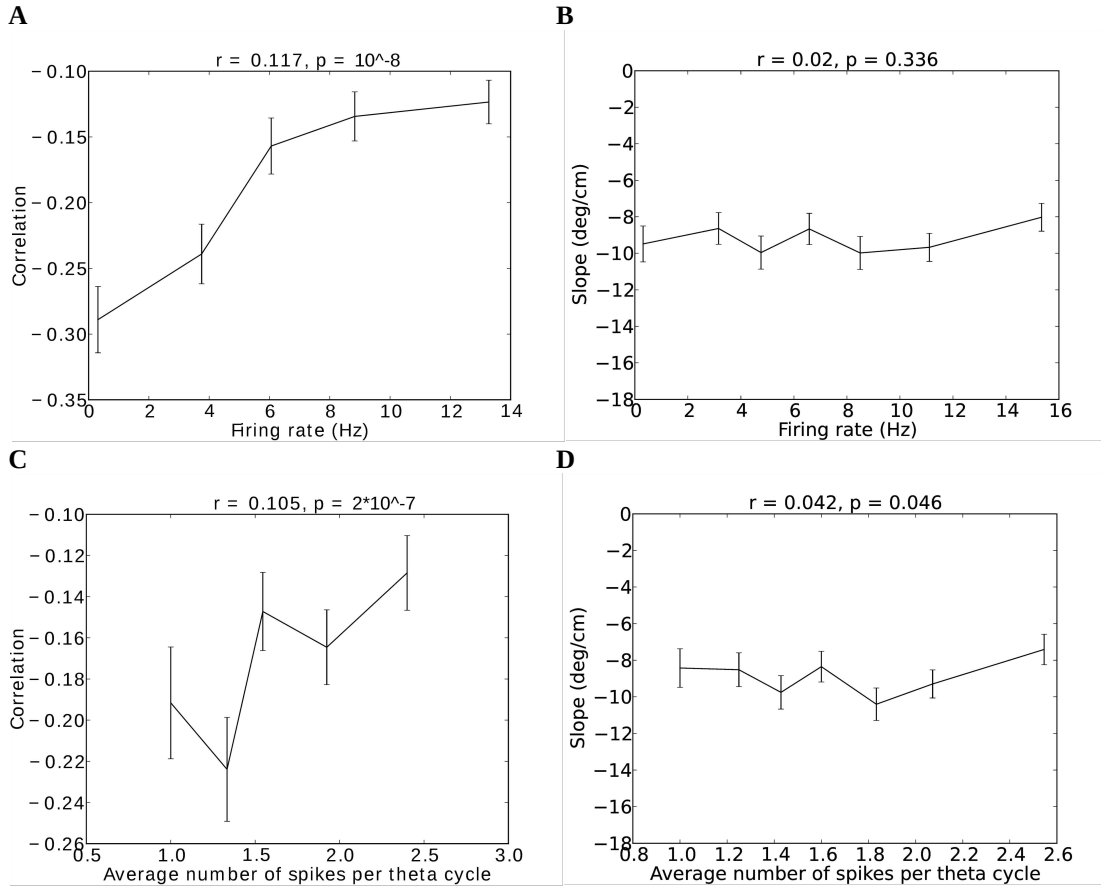 A
r = 0.117, p = 10^-8
Correlation
−0.10
−0.15
−0.20
−0.25
−0.30
−0.35
0 2 4 6 8 10 12 14
Firing rate (Hz)
B
r = 0.02, p = 0.336
Slope (deg/cm)
0
−2
−4
−6
−8
−10
−12
−14
−16
−18
0 2 4 6 8 10 12 14 16
Firing rate (Hz)
C
r = 0.105, p = 2*10^-7
Correlation
−0.10
−0.12
−0.14
−0.16
−0.18
−0.20
−0.22
−0.24
−0.26
0.5 1.0 1.5 2.0 2.5 3.0
Average number of spikes per theta cycle
D
r = 0.042, p = 0.046
Slope (deg/cm)
0
−2
−4
−6
−8
−10
−12
−14
−16
−18
0.8 1.0 1.2 1.4 1.6 1.8 2.0 2.2 2.4 2.6
Average number of spikes per theta cycle